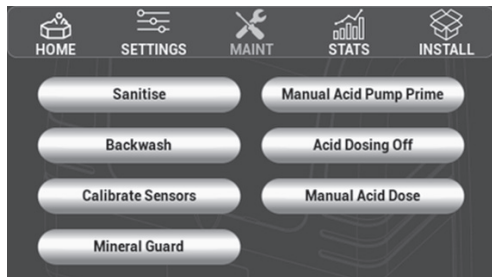 HOME SETTINGS MAINT STATS INSTALL
Sanitise Manual Acid Pump Prime
Backwash Acid Dosing Off
Calibrate Sensors Manual Acid Dose
Mineral Guard